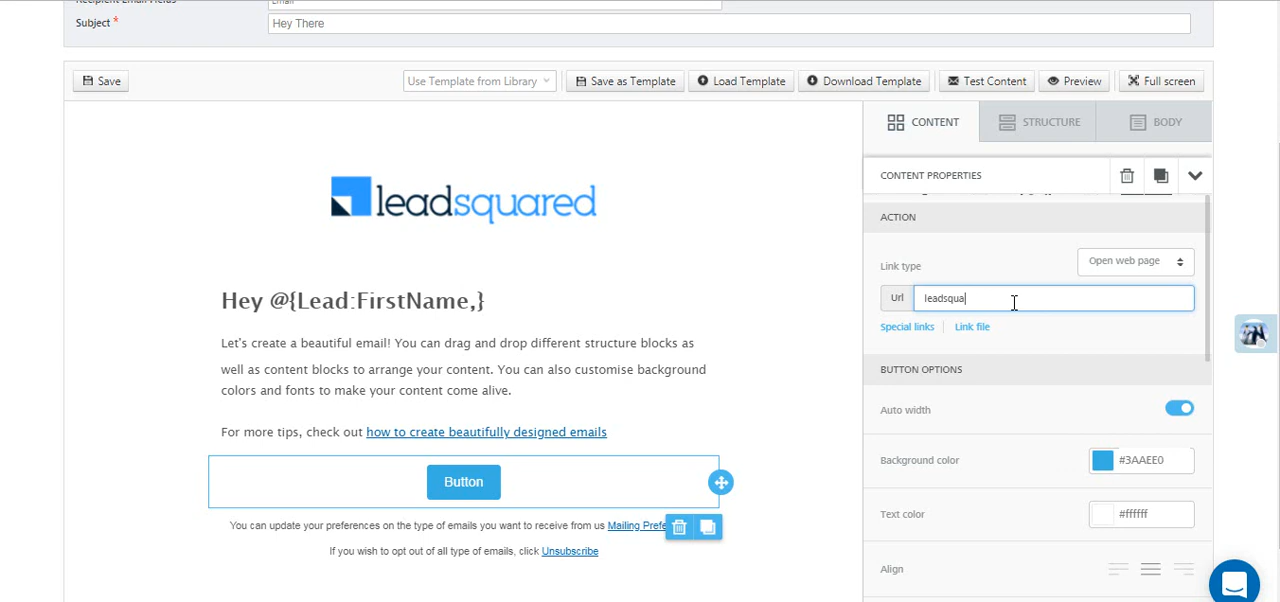 Recipient Email Fields
Email
Subject *
Hey There
Save
Use Template from Library
Save as Template
Load Template
Download Template
Test Content
Preview
Full screen
CONTENT
STRUCTURE
BODY
CONTENT PROPERTIES
leadsquared
ACTION
Link type
Open web page
Url
leadsqua
Special links
Link file
Hey @{Lead:FirstName,}
Let's create a beautiful email! You can drag and drop different structure blocks as
well as content blocks to arrange your content. You can also customise background
colors and fonts to make your content come alive.
For more tips, check out how to create beautifully designed emails
BUTTON OPTIONS
Auto width
Background color
#3AAEE0
Button
Text color
#ffffff
You can update your preferences on the type of emails you want to receive from us Mailing Prefe
If you wish to opt out of all type of emails, click Unsubscribe
Align